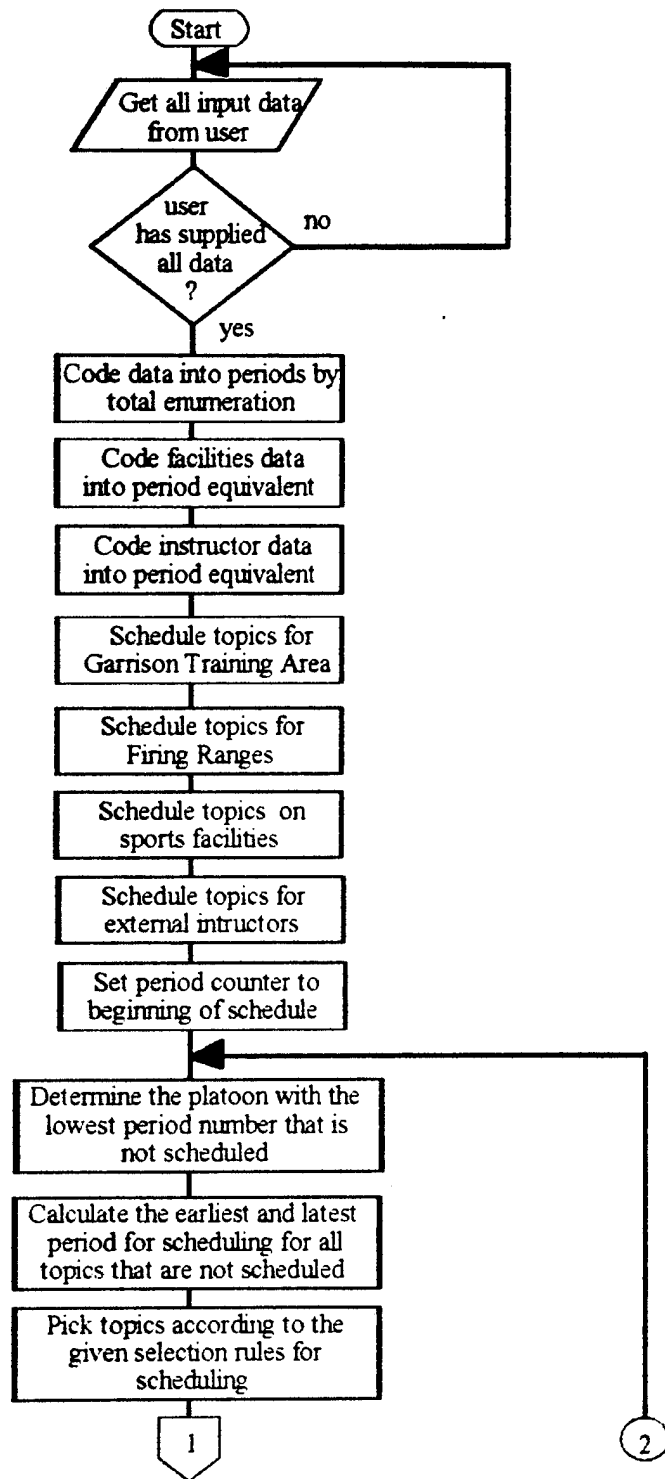 Start
Get all input data
from user
user
has supplied
all data
?
no
yes
Code data into periods by
total enumeration
Code facilities data
into period equivalent
Code instructor data
into period equivalent
Schedule topics for
Garrison Training Area
Schedule topics for
Firing Ranges
Schedule topics on
sports facilities
Schedule topics for
external intructors
Set period counter to
beginning of schedule
Determine the platoon with the
lowest period number that is
not scheduled
Calculate the earliest and latest
period for scheduling for all
topics that are not scheduled
Pick topics according to the
given selection rules for
scheduling
1
2